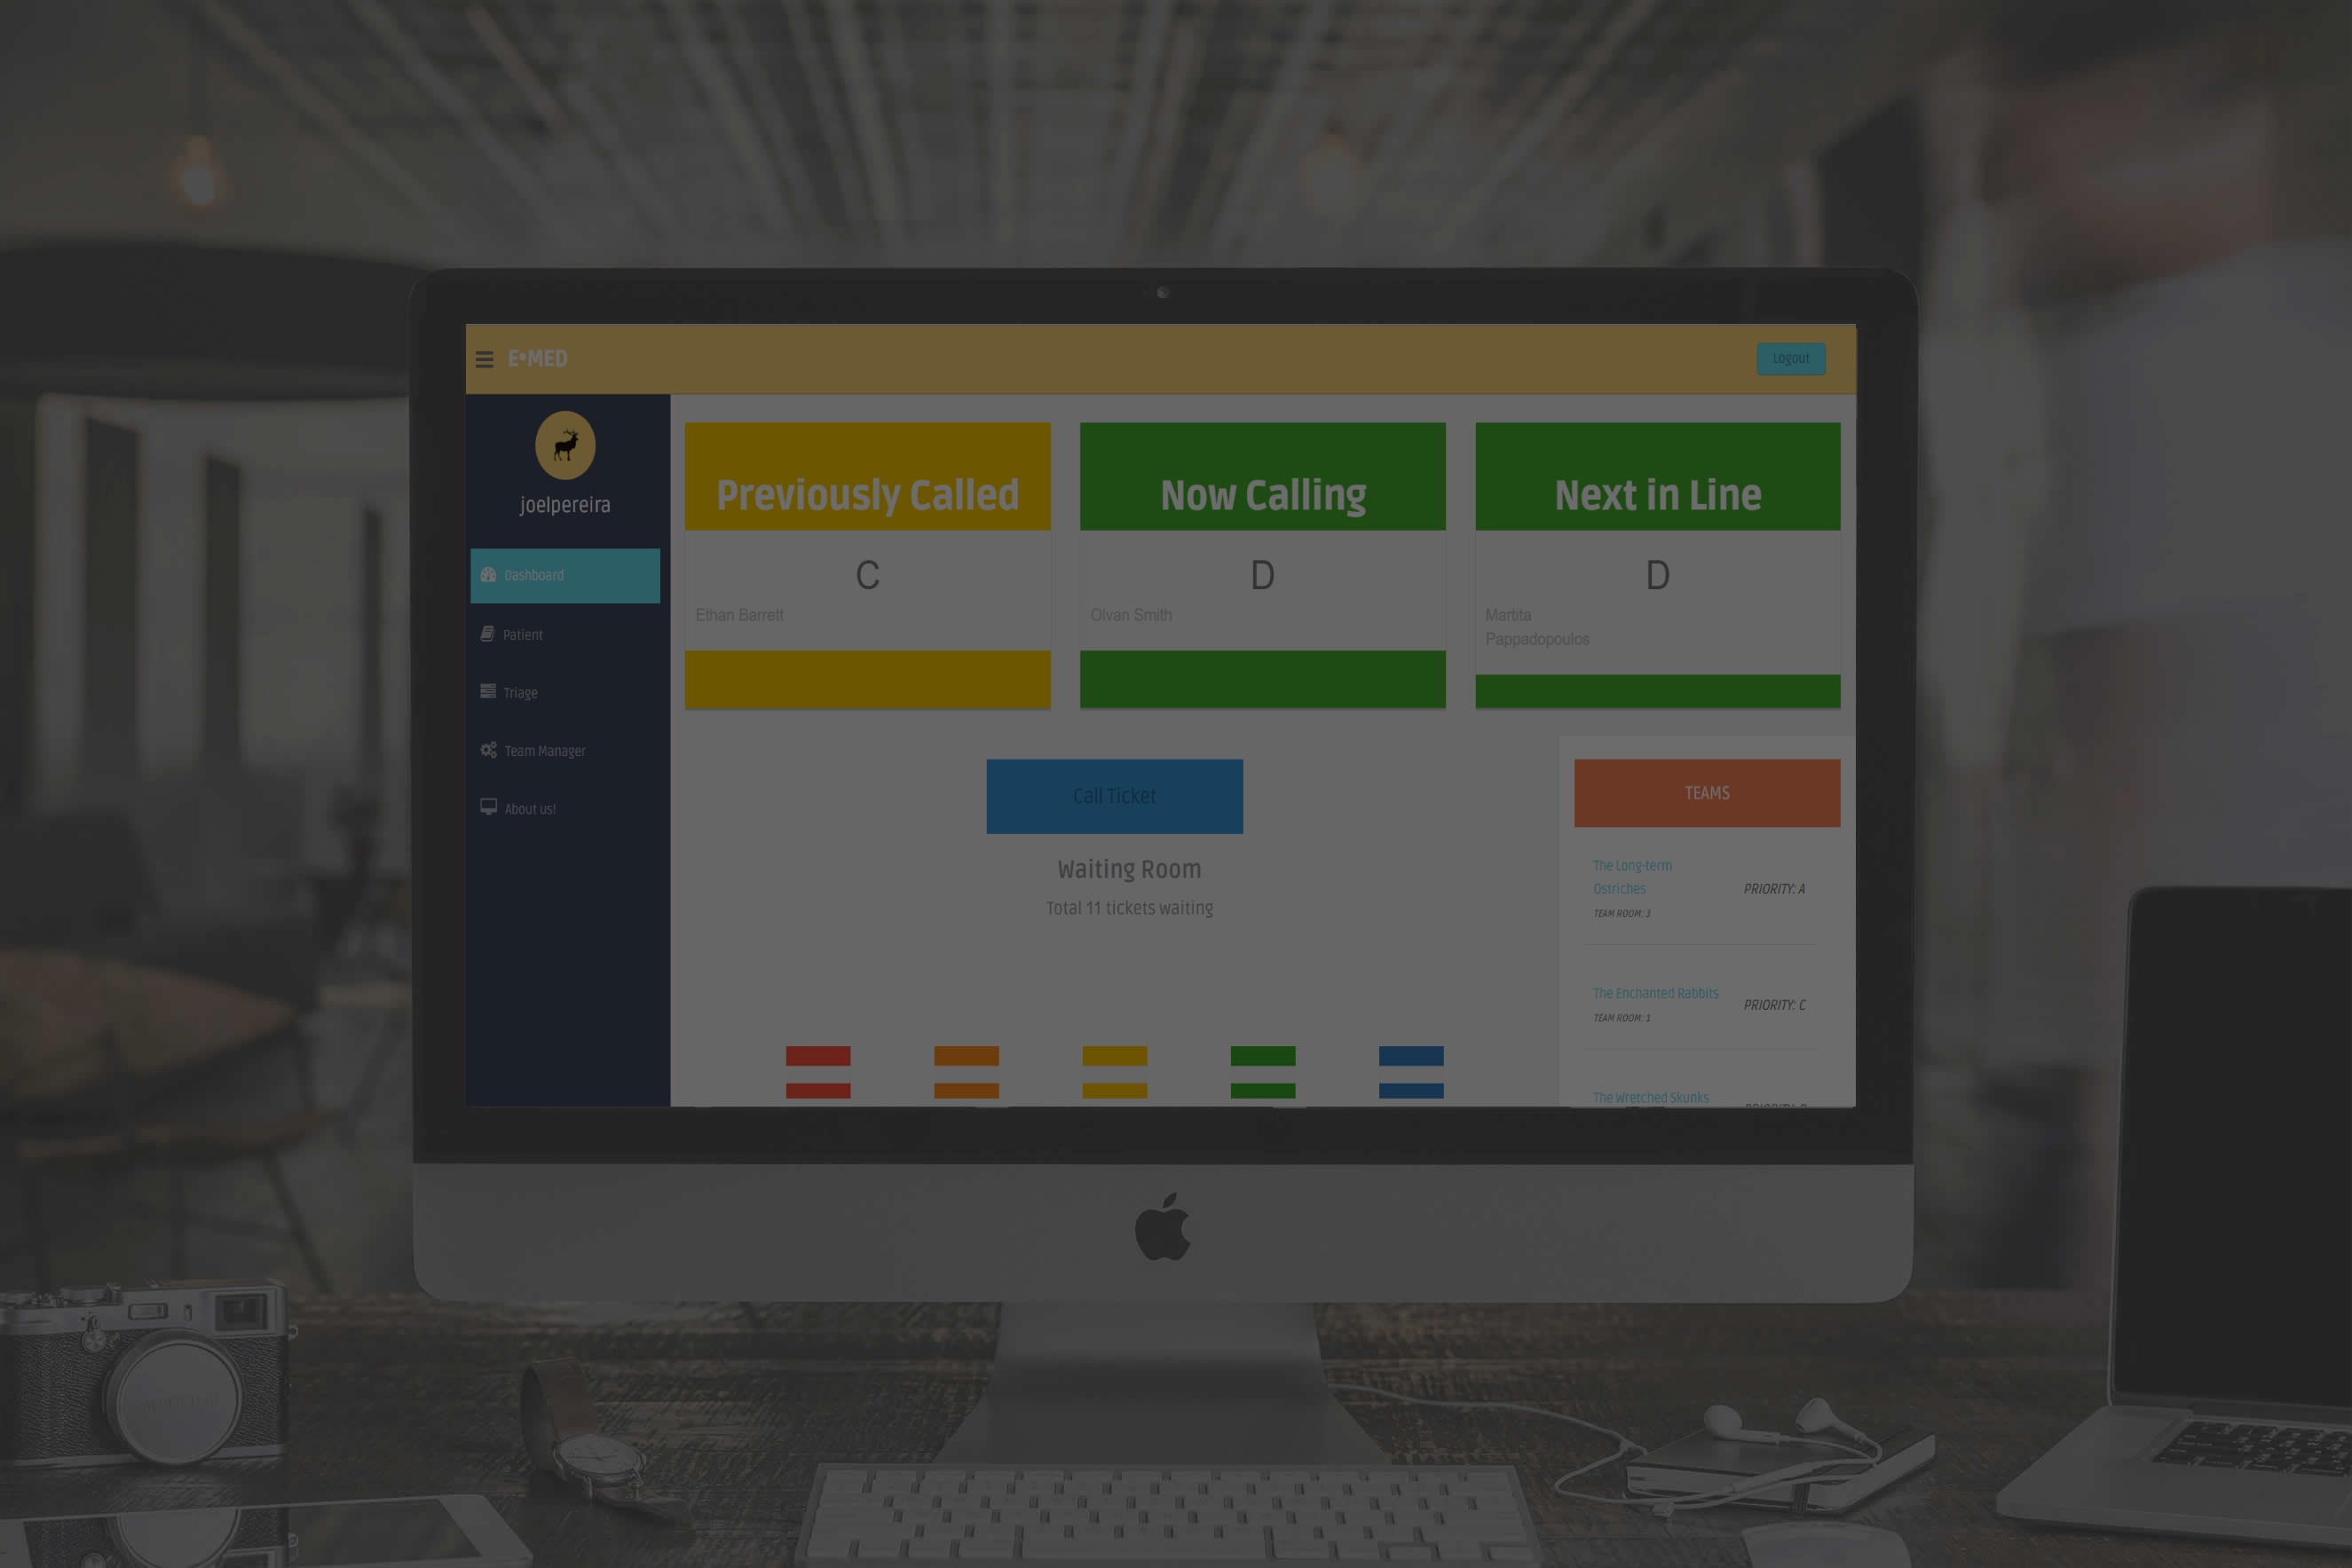 E•MED
Logout
joelpereira
Dashboard
Patient
Triage
Team Manager
About us!
Previously Called
C
Ethan Barrett
Now Calling
D
Olvan Smith
Next in Line
D
Martita
Pappadopoulos
Call Ticket
Waiting Room
Total 11 tickets waiting
TEAMS
The Long-term
Ostriches
PRIORITY: A
TEAM ROOM: 3
The Enchanted Rabbits
PRIORITY: C
TEAM ROOM: 1
The Wretched Skunks